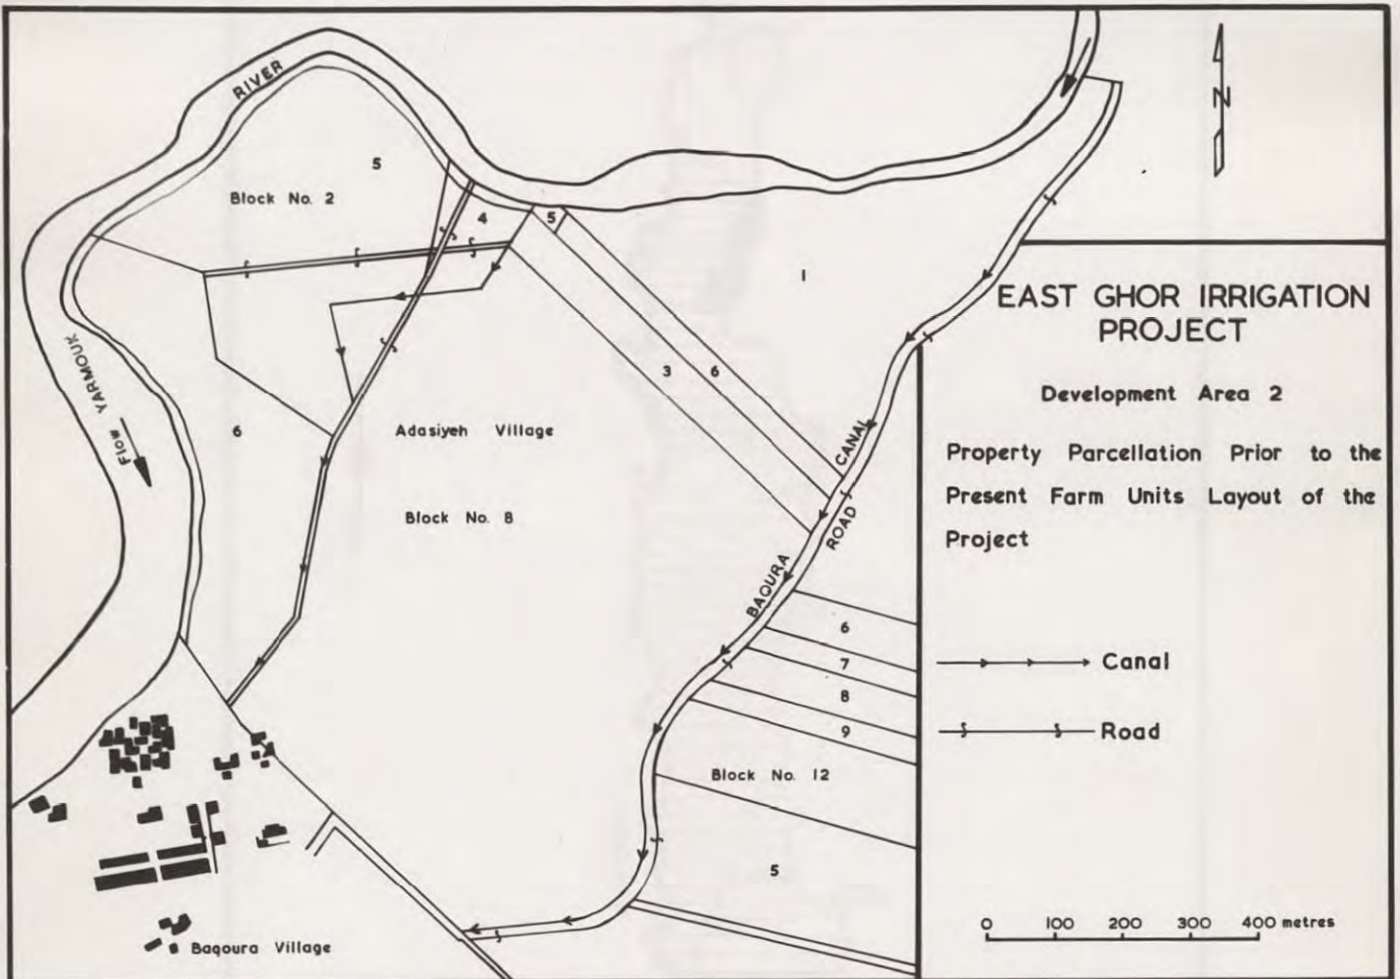 RIVER
5
Block No. 2
4
5
N
1
EAST GHOR IRRIGATION
PROJECT
Development Area 2
Property Parcellation Prior to the
Present Farm Units Layout of the
Project
YARMOUK
Flow
3
6
6
Adasiyeh Village
Block No. 8
CANAL
ROAD
BAQURA
6
7
8
9
Block No. 12
5
Canal
Road
0 100 200 300 400 metres
Baqoura Village